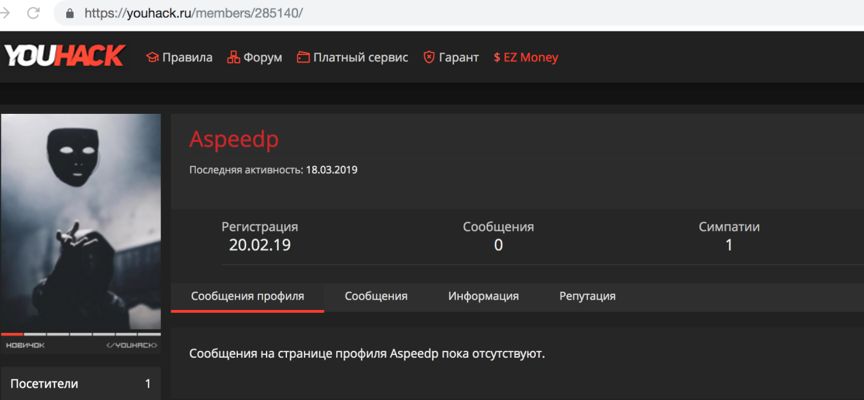 https://youhack.ru/members/285140/
YOUHACK Правила Форум Платный сервис Гарант $ EZ Money
Aspeedp
Последняя активность: 18.03.2019
Регистрация Сообщения Симпатии
20.02.19 0 1
Сообщения профиля Сообщения Информация Репутация
НОВИЧОК </YOUHACK>
Сообщения на странице профиля Aspeedp пока отсутствуют.
Посетители 1